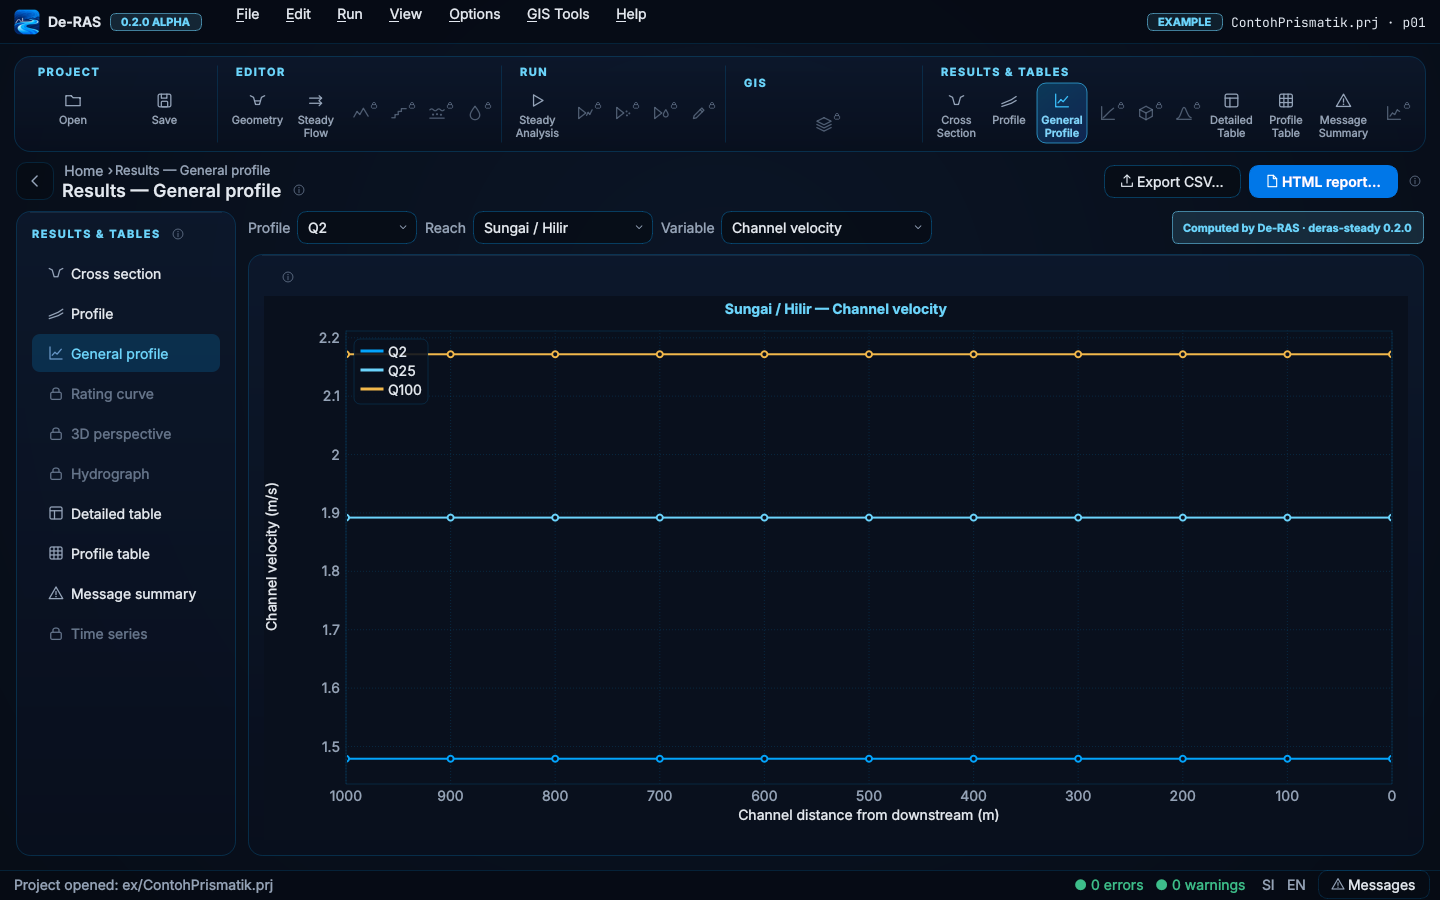 De-RAS 0.2.0 ALPHA File Edit Run View Options GIS Tools Help EXAMPLE ContohPrismatik.prj · p01
PROJECT
Open Save
EDITOR
Geometry Steady Flow
RUN
Steady Analysis
GIS
RESULTS & TABLES
Cross Section Profile General Profile Detailed Table Profile Table Message Summary
Home › Results — General profile
Results — General profile
Export CSV... HTML report...
RESULTS & TABLES
Cross section
Profile
General profile
Rating curve
3D perspective
Hydrograph
Detailed table
Profile table
Message summary
Time series
Profile Q2 Reach Sungai / Hilir Variable Channel velocity
Computed by De-RAS · deras-steady 0.2.0
Sungai / Hilir — Channel velocity
Q2
Q25
Q100
2.2
2.1
2
1.9
1.8
1.7
1.6
1.5
Channel velocity (m/s)
1000 900 800 700 600 500 400 300 200 100 0
Channel distance from downstream (m)
Project opened: ex/ContohPrismatik.prj
0 errors 0 warnings SI EN Messages